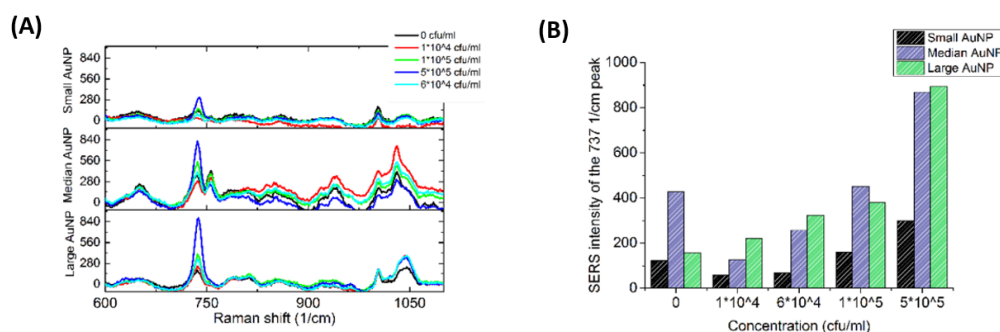 (A)
0 cfu/ml
1*10^4 cfu/ml
1*10^5 cfu/ml
5*10^5 cfu/ml
6*10^4 cfu/ml
Small AuNP
840
560
280
0
Median AuNP
840
560
280
0
Large AuNP
840
560
280
0
600 750 900 1050
Raman shift (1/cm)
(B)
Small AuNP
Median AuNP
Large AuNP
SERS intensity of the 737 1/cm peak
1000
800
600
400
200
0
0 1*10^4 6*10^4 1*10^5 5*10^5
Concentration (cfu/ml)